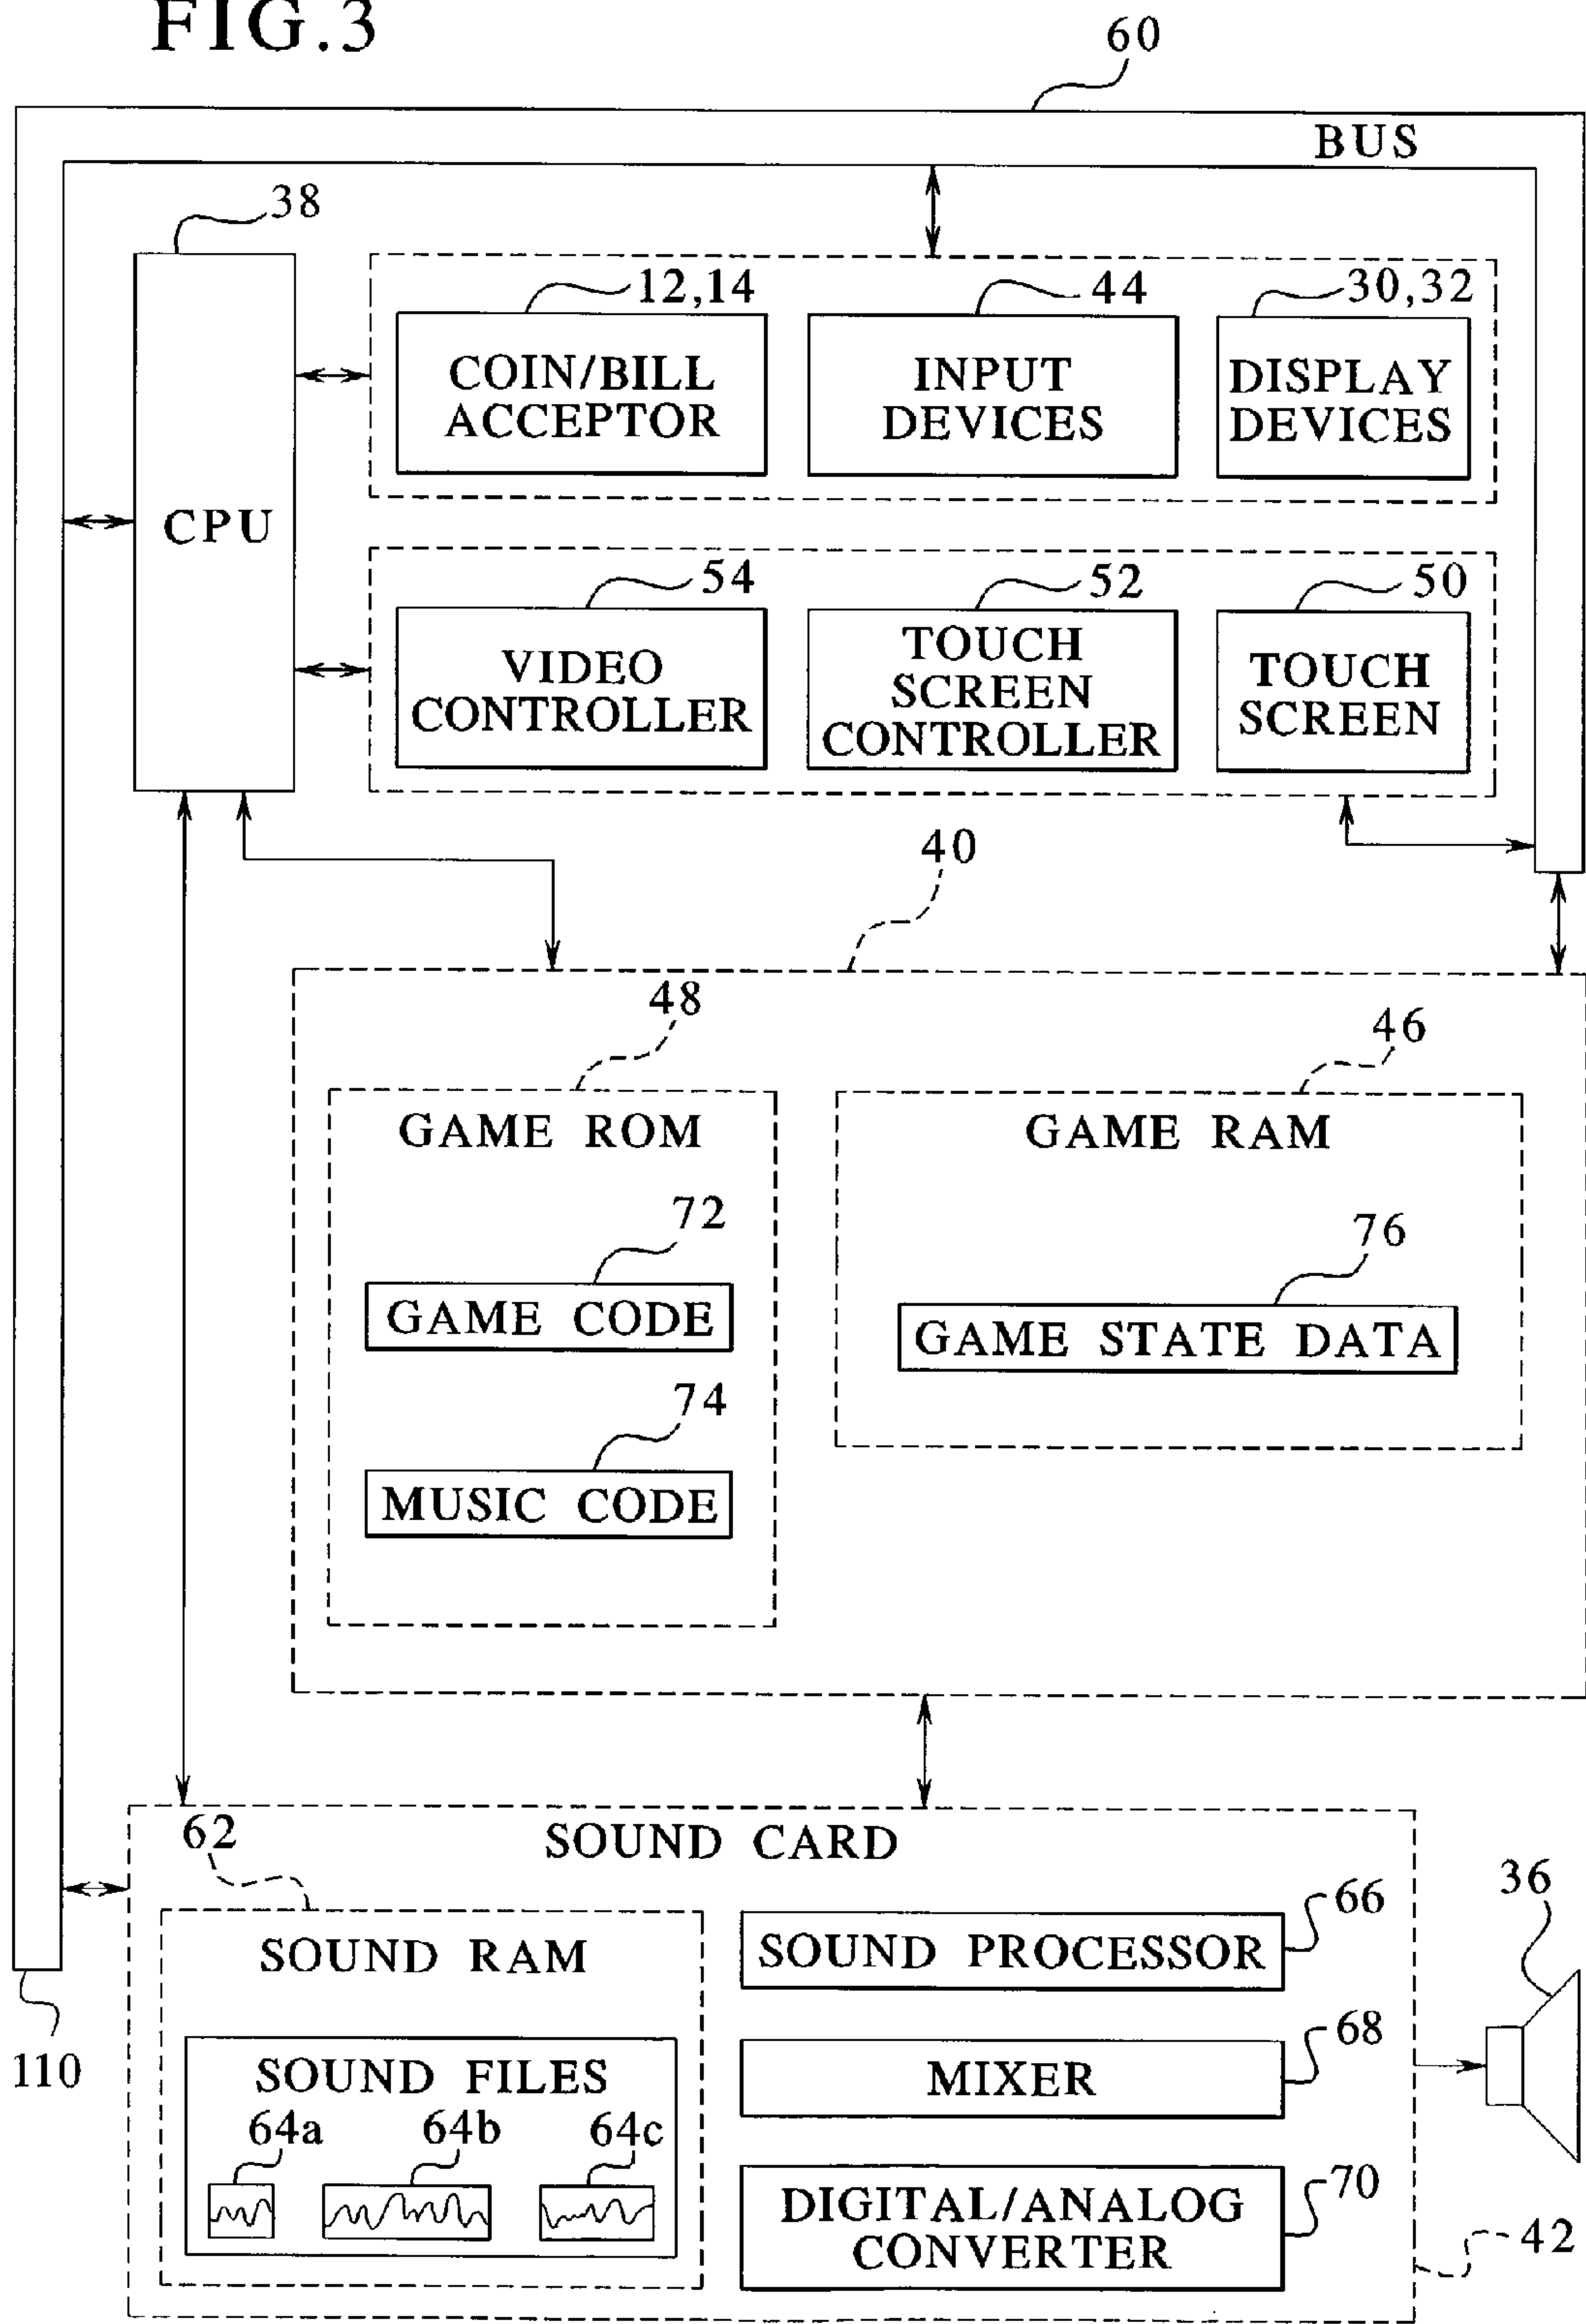 FIG.3
60
BUS
38
12,14
44
30,32
COIN/BILL
ACCEPTOR
INPUT
DEVICES
DISPLAY
DEVICES
CPU
54
52
50
VIDEO
CONTROLLER
TOUCH
SCREEN
CONTROLLER
TOUCH
SCREEN
40
48
46
GAME ROM
GAME RAM
72
76
GAME CODE
GAME STATE DATA
74
MUSIC CODE
62
SOUND CARD
36
66
SOUND RAM
SOUND PROCESSOR
68
110
SOUND FILES
MIXER
64a
64b
64c
70
DIGITAL/ANALOG
CONVERTER
42